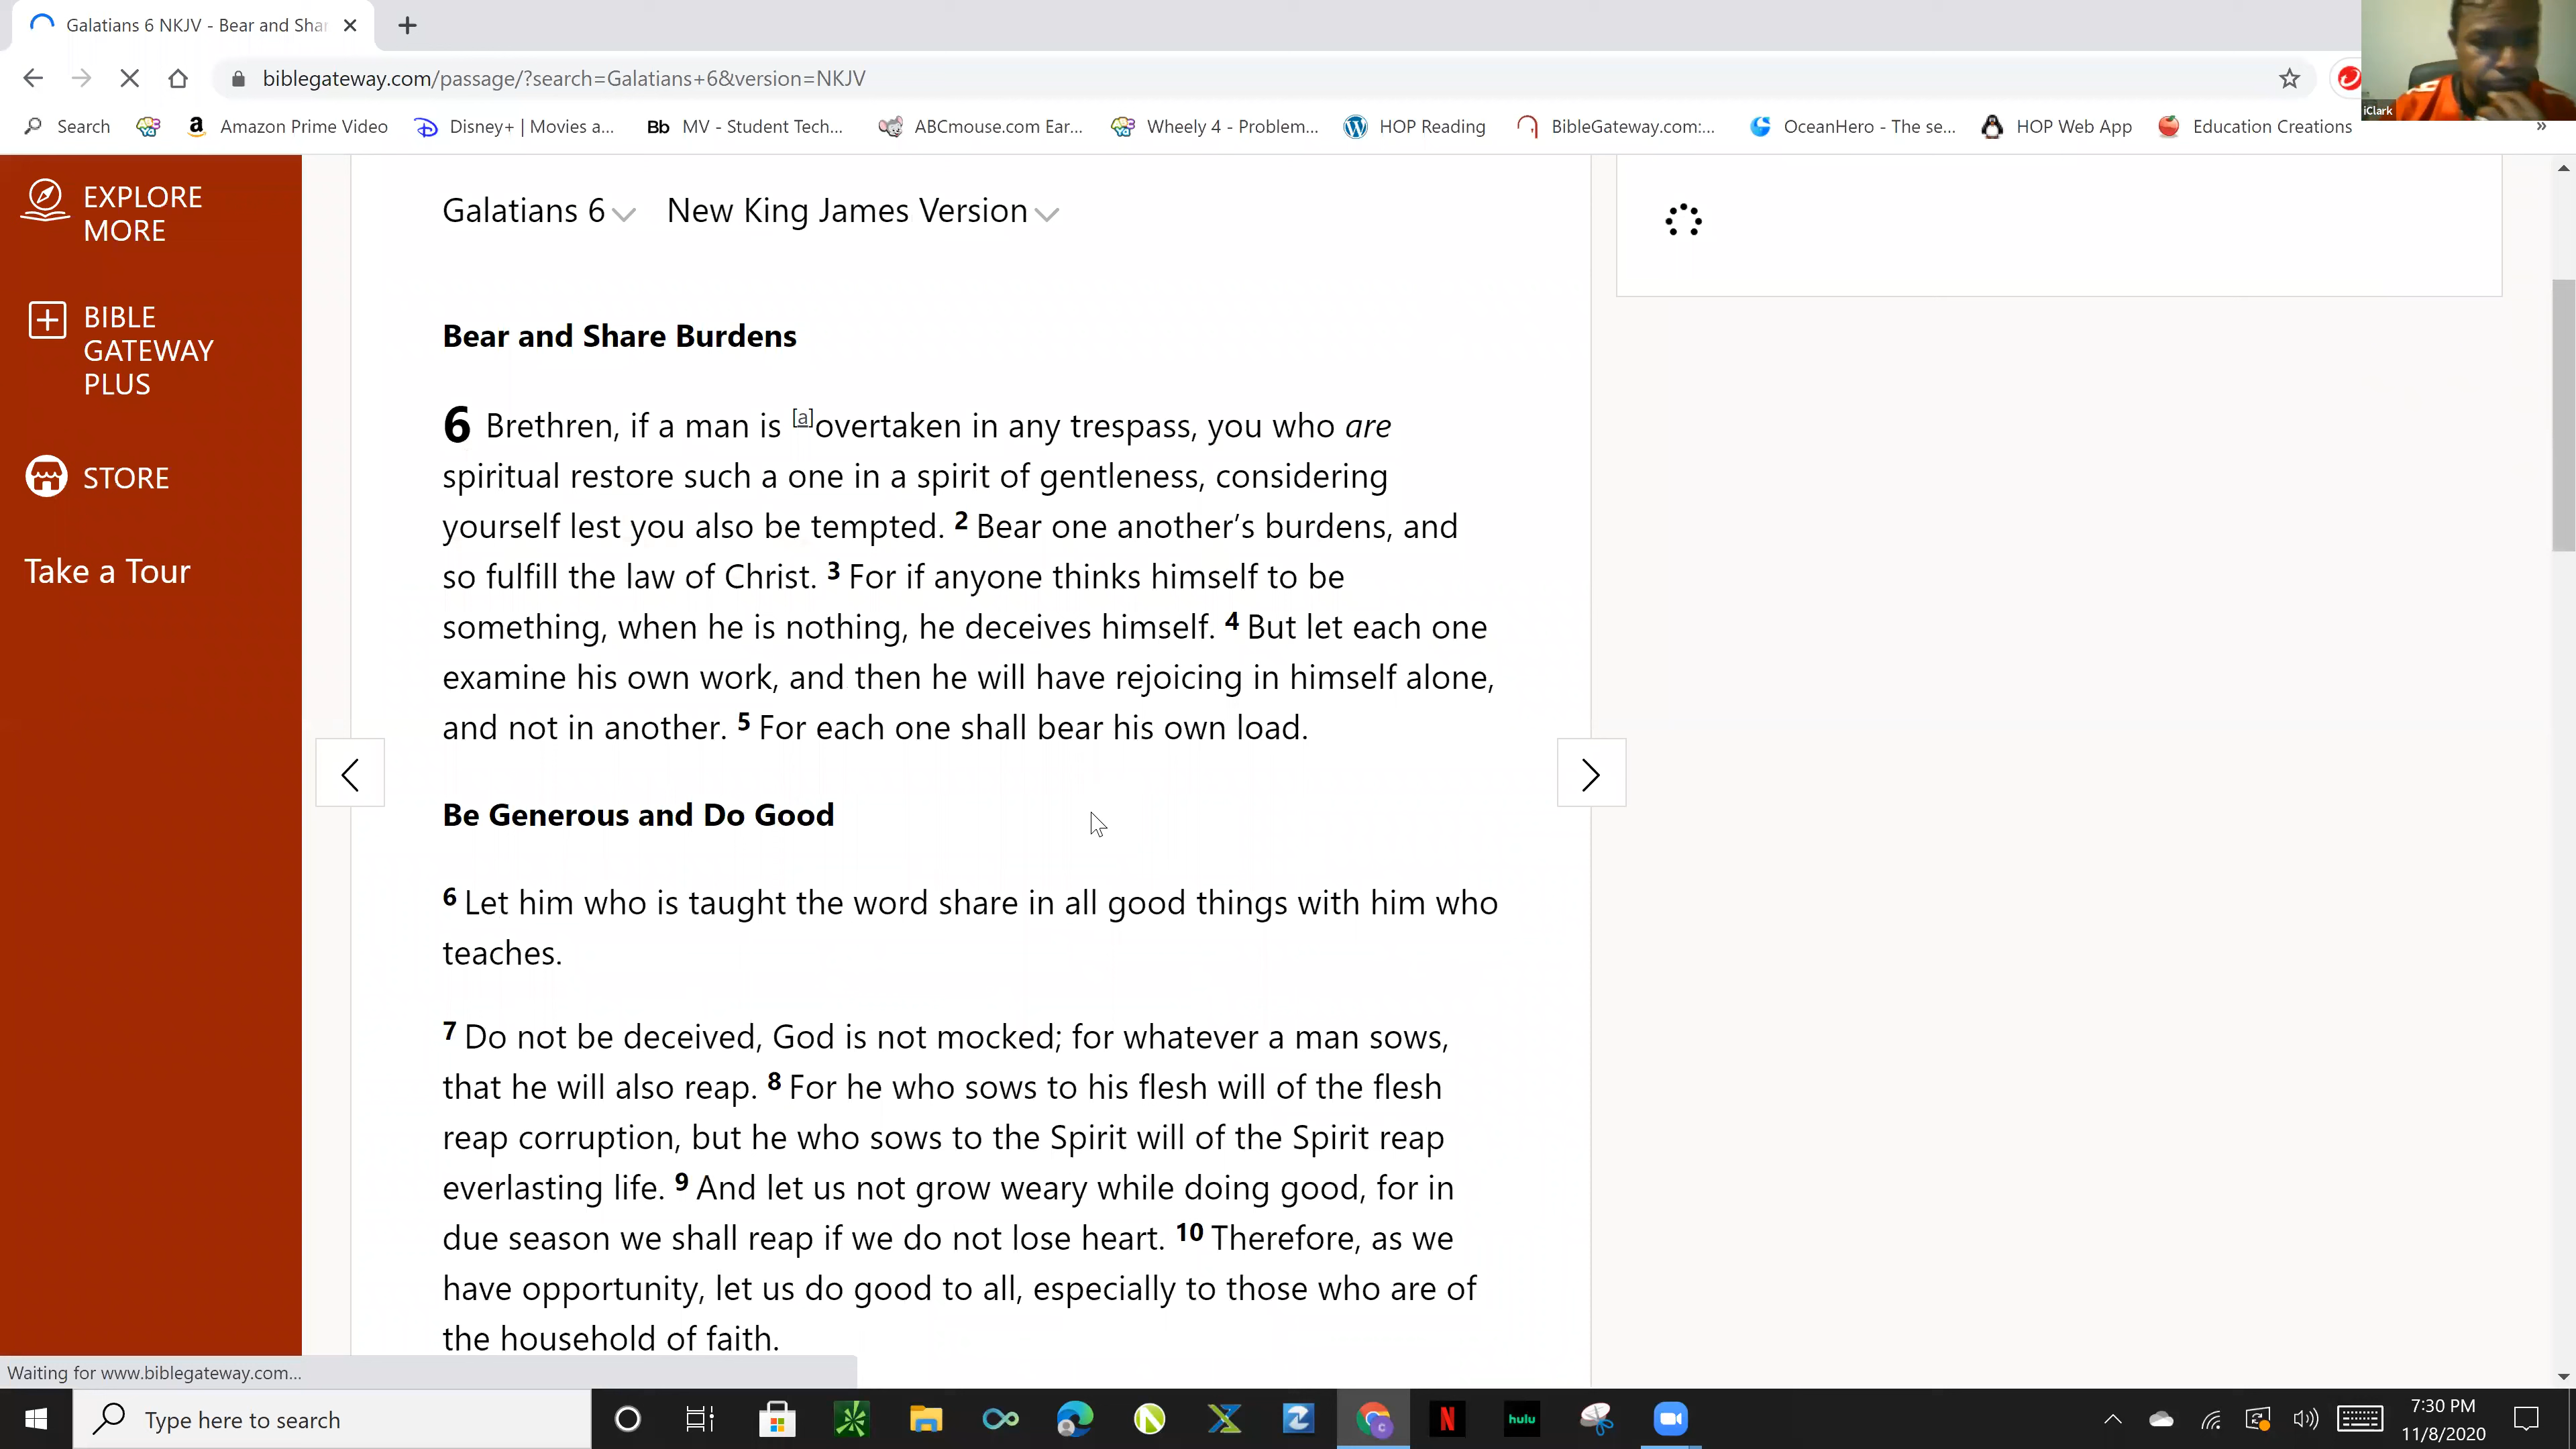 Galatians 6 NKJV - Bear and Shar
biblegateway.com/passage/?search=Galatians+6&version=NKJV
Search
Amazon Prime Video
Disney+ | Movies a...
Bb MV - Student Tech...
ABCmouse.com Ear...
Wheely 4 - Problem...
HOP Reading
BibleGateway.com:...
OceanHero - The se...
HOP Web App
Education Creations
»
iClark
EXPLORE
MORE
BIBLE
GATEWAY
PLUS
STORE
Take a Tour
Galatians 6 New King James Version
Bear and Share Burdens
6 Brethren, if a man is [a]overtaken in any trespass, you who are
spiritual restore such a one in a spirit of gentleness, considering
yourself lest you also be tempted. 2 Bear one another’s burdens, and
so fulfill the law of Christ. 3 For if anyone thinks himself to be
something, when he is nothing, he deceives himself. 4 But let each one
examine his own work, and then he will have rejoicing in himself alone,
and not in another. 5 For each one shall bear his own load.
Be Generous and Do Good
6 Let him who is taught the word share in all good things with him who
teaches.
7 Do not be deceived, God is not mocked; for whatever a man sows,
that he will also reap. 8 For he who sows to his flesh will of the flesh
reap corruption, but he who sows to the Spirit will of the Spirit reap
everlasting life. 9 And let us not grow weary while doing good, for in
due season we shall reap if we do not lose heart. 10 Therefore, as we
have opportunity, let us do good to all, especially to those who are of
the household of faith.
Waiting for www.biblegateway.com...
Type here to search
hulu
7:30 PM
11/8/2020